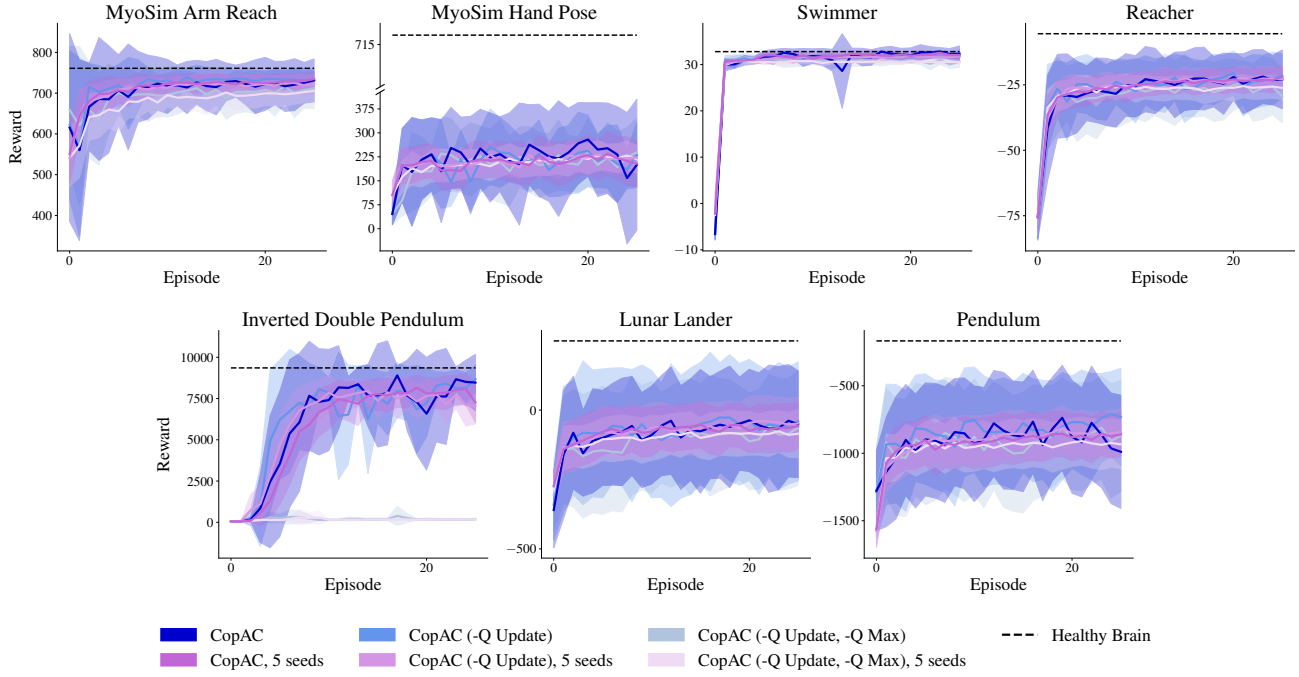 MyoSim Arm Reach
MyoSim Hand Pose
Swimmer
Reacher
Reward
800
700
600
500
400
0
20
Episode
715
375
300
225
150
75
0
0
20
Episode
30
20
10
0
−10
0
20
Episode
−25
−50
−75
0
20
Episode
Inverted Double Pendulum
Lunar Lander
Pendulum
Reward
10000
7500
5000
2500
0
0
20
Episode
0
−500
0
20
Episode
−500
−1000
−1500
0
20
Episode
CopAC
CopAC (-Q Update)
CopAC (-Q Update, -Q Max)
Healthy Brain
CopAC, 5 seeds
CopAC (-Q Update), 5 seeds
CopAC (-Q Update, -Q Max), 5 seeds